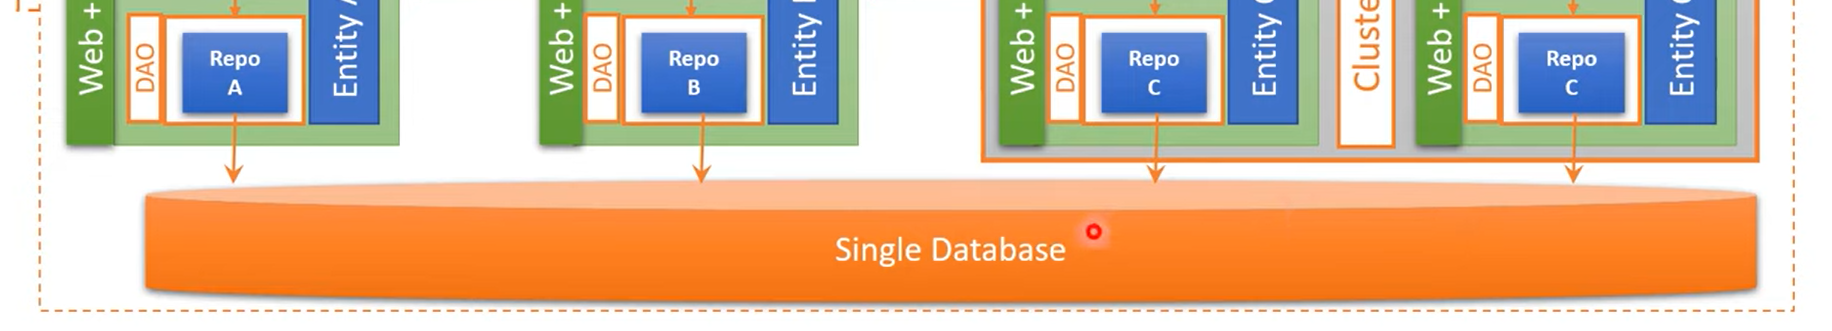 Web +
DAO
Repo
A
Entity
Web +
DAO
Repo
B
Entity
Web +
DAO
Repo
C
Entity
Cluste
Web +
DAO
Repo
C
Entity
Single Database